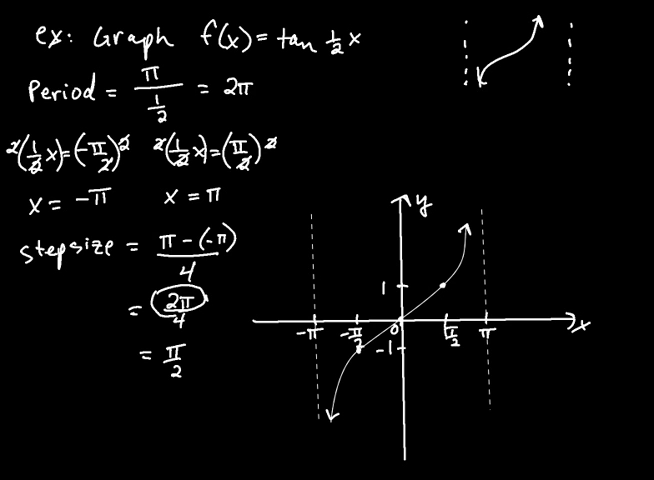 ex: Graph f(x) = tan ½ x
Period = π / ½ = 2π
2(½x) = (-π/2)2 2(½x) = (π/2)2
x = -π x = π
stepsize = π - (-π) / 4
= 2π/4
= π/2
y
1
-π -π/2 0 π/2 π x
-1